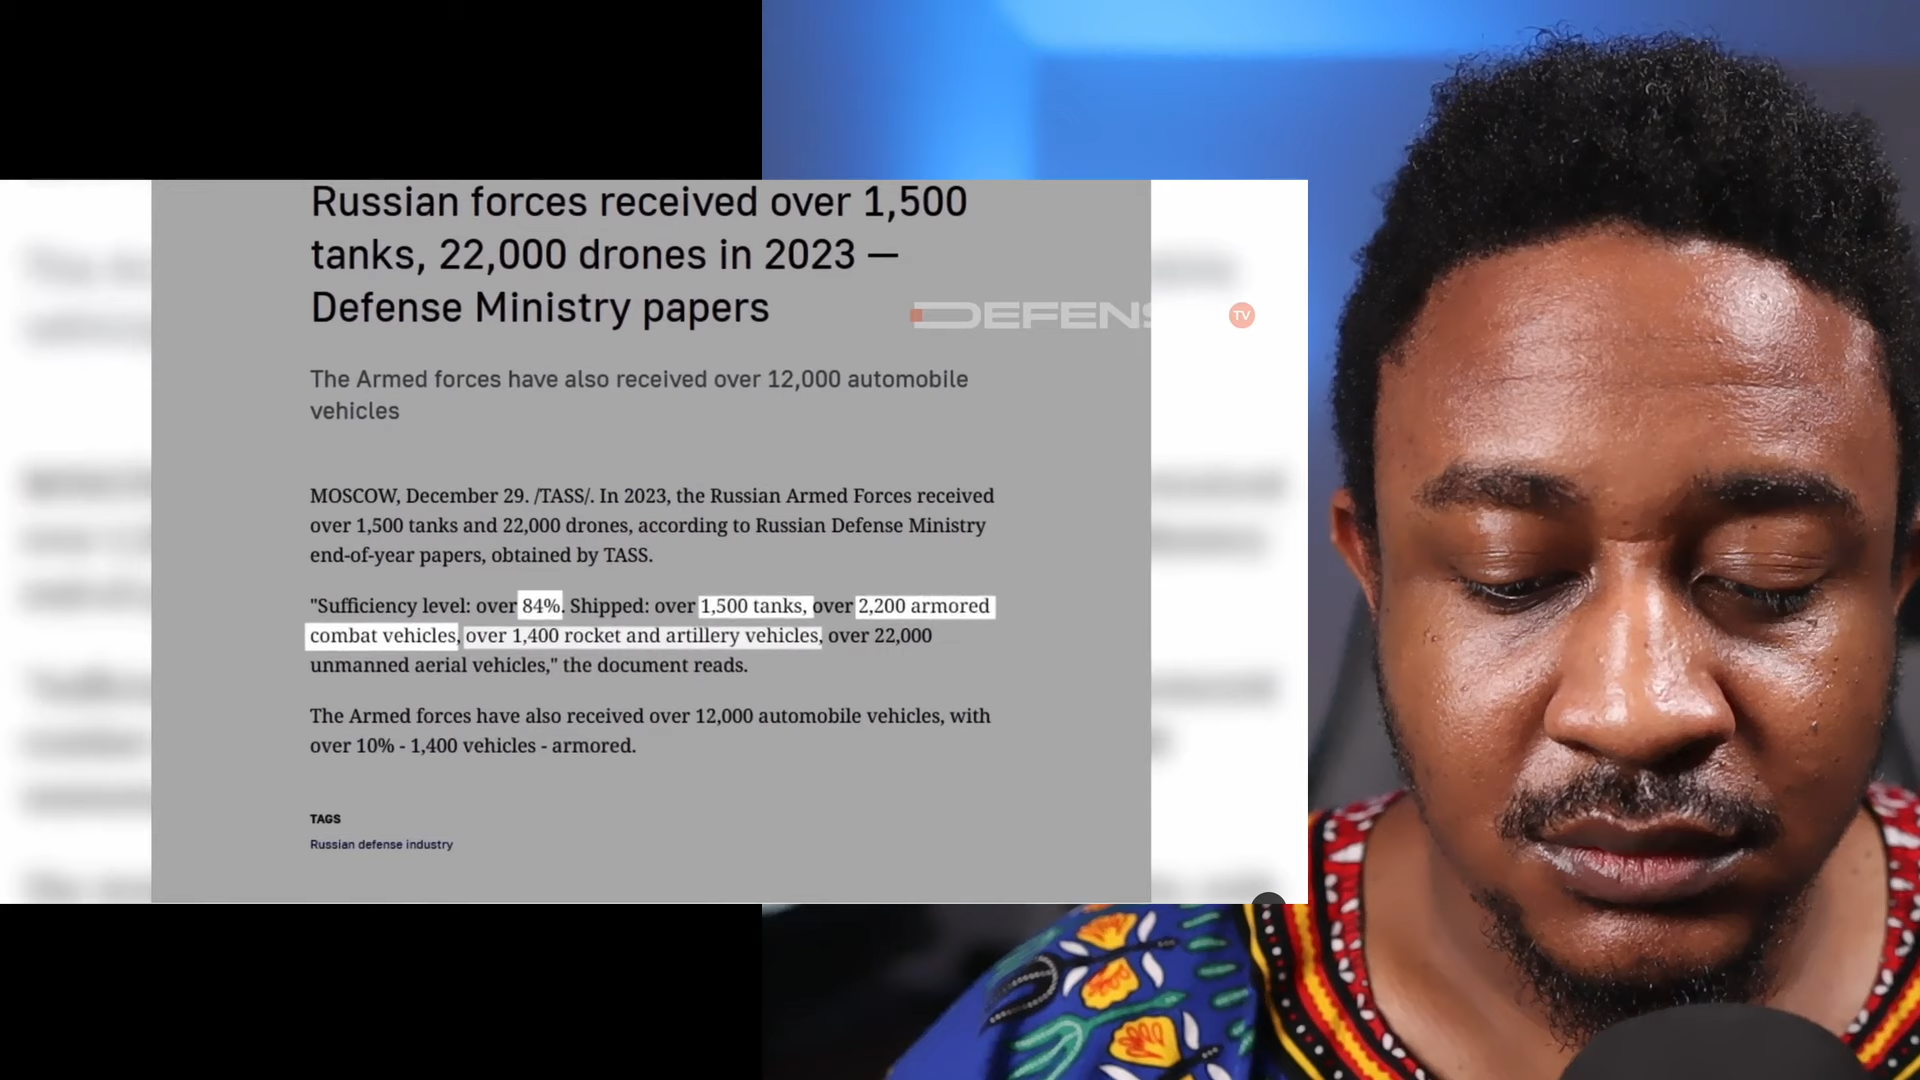 Russian forces received over 1,500
tanks, 22,000 drones in 2023 —
Defense Ministry papers
DEFENS
TV
The Armed forces have also received over 12,000 automobile
vehicles
MOSCOW, December 29. /TASS/. In 2023, the Russian Armed Forces received
over 1,500 tanks and 22,000 drones, according to Russian Defense Ministry
end-of-year papers, obtained by TASS.
"Sufficiency level: over 84%. Shipped: over 1,500 tanks, over 2,200 armored
combat vehicles, over 1,400 rocket and artillery vehicles, over 22,000
unmanned aerial vehicles," the document reads.
The Armed forces have also received over 12,000 automobile vehicles, with
over 10% - 1,400 vehicles - armored.
TAGS
Russian defense industry